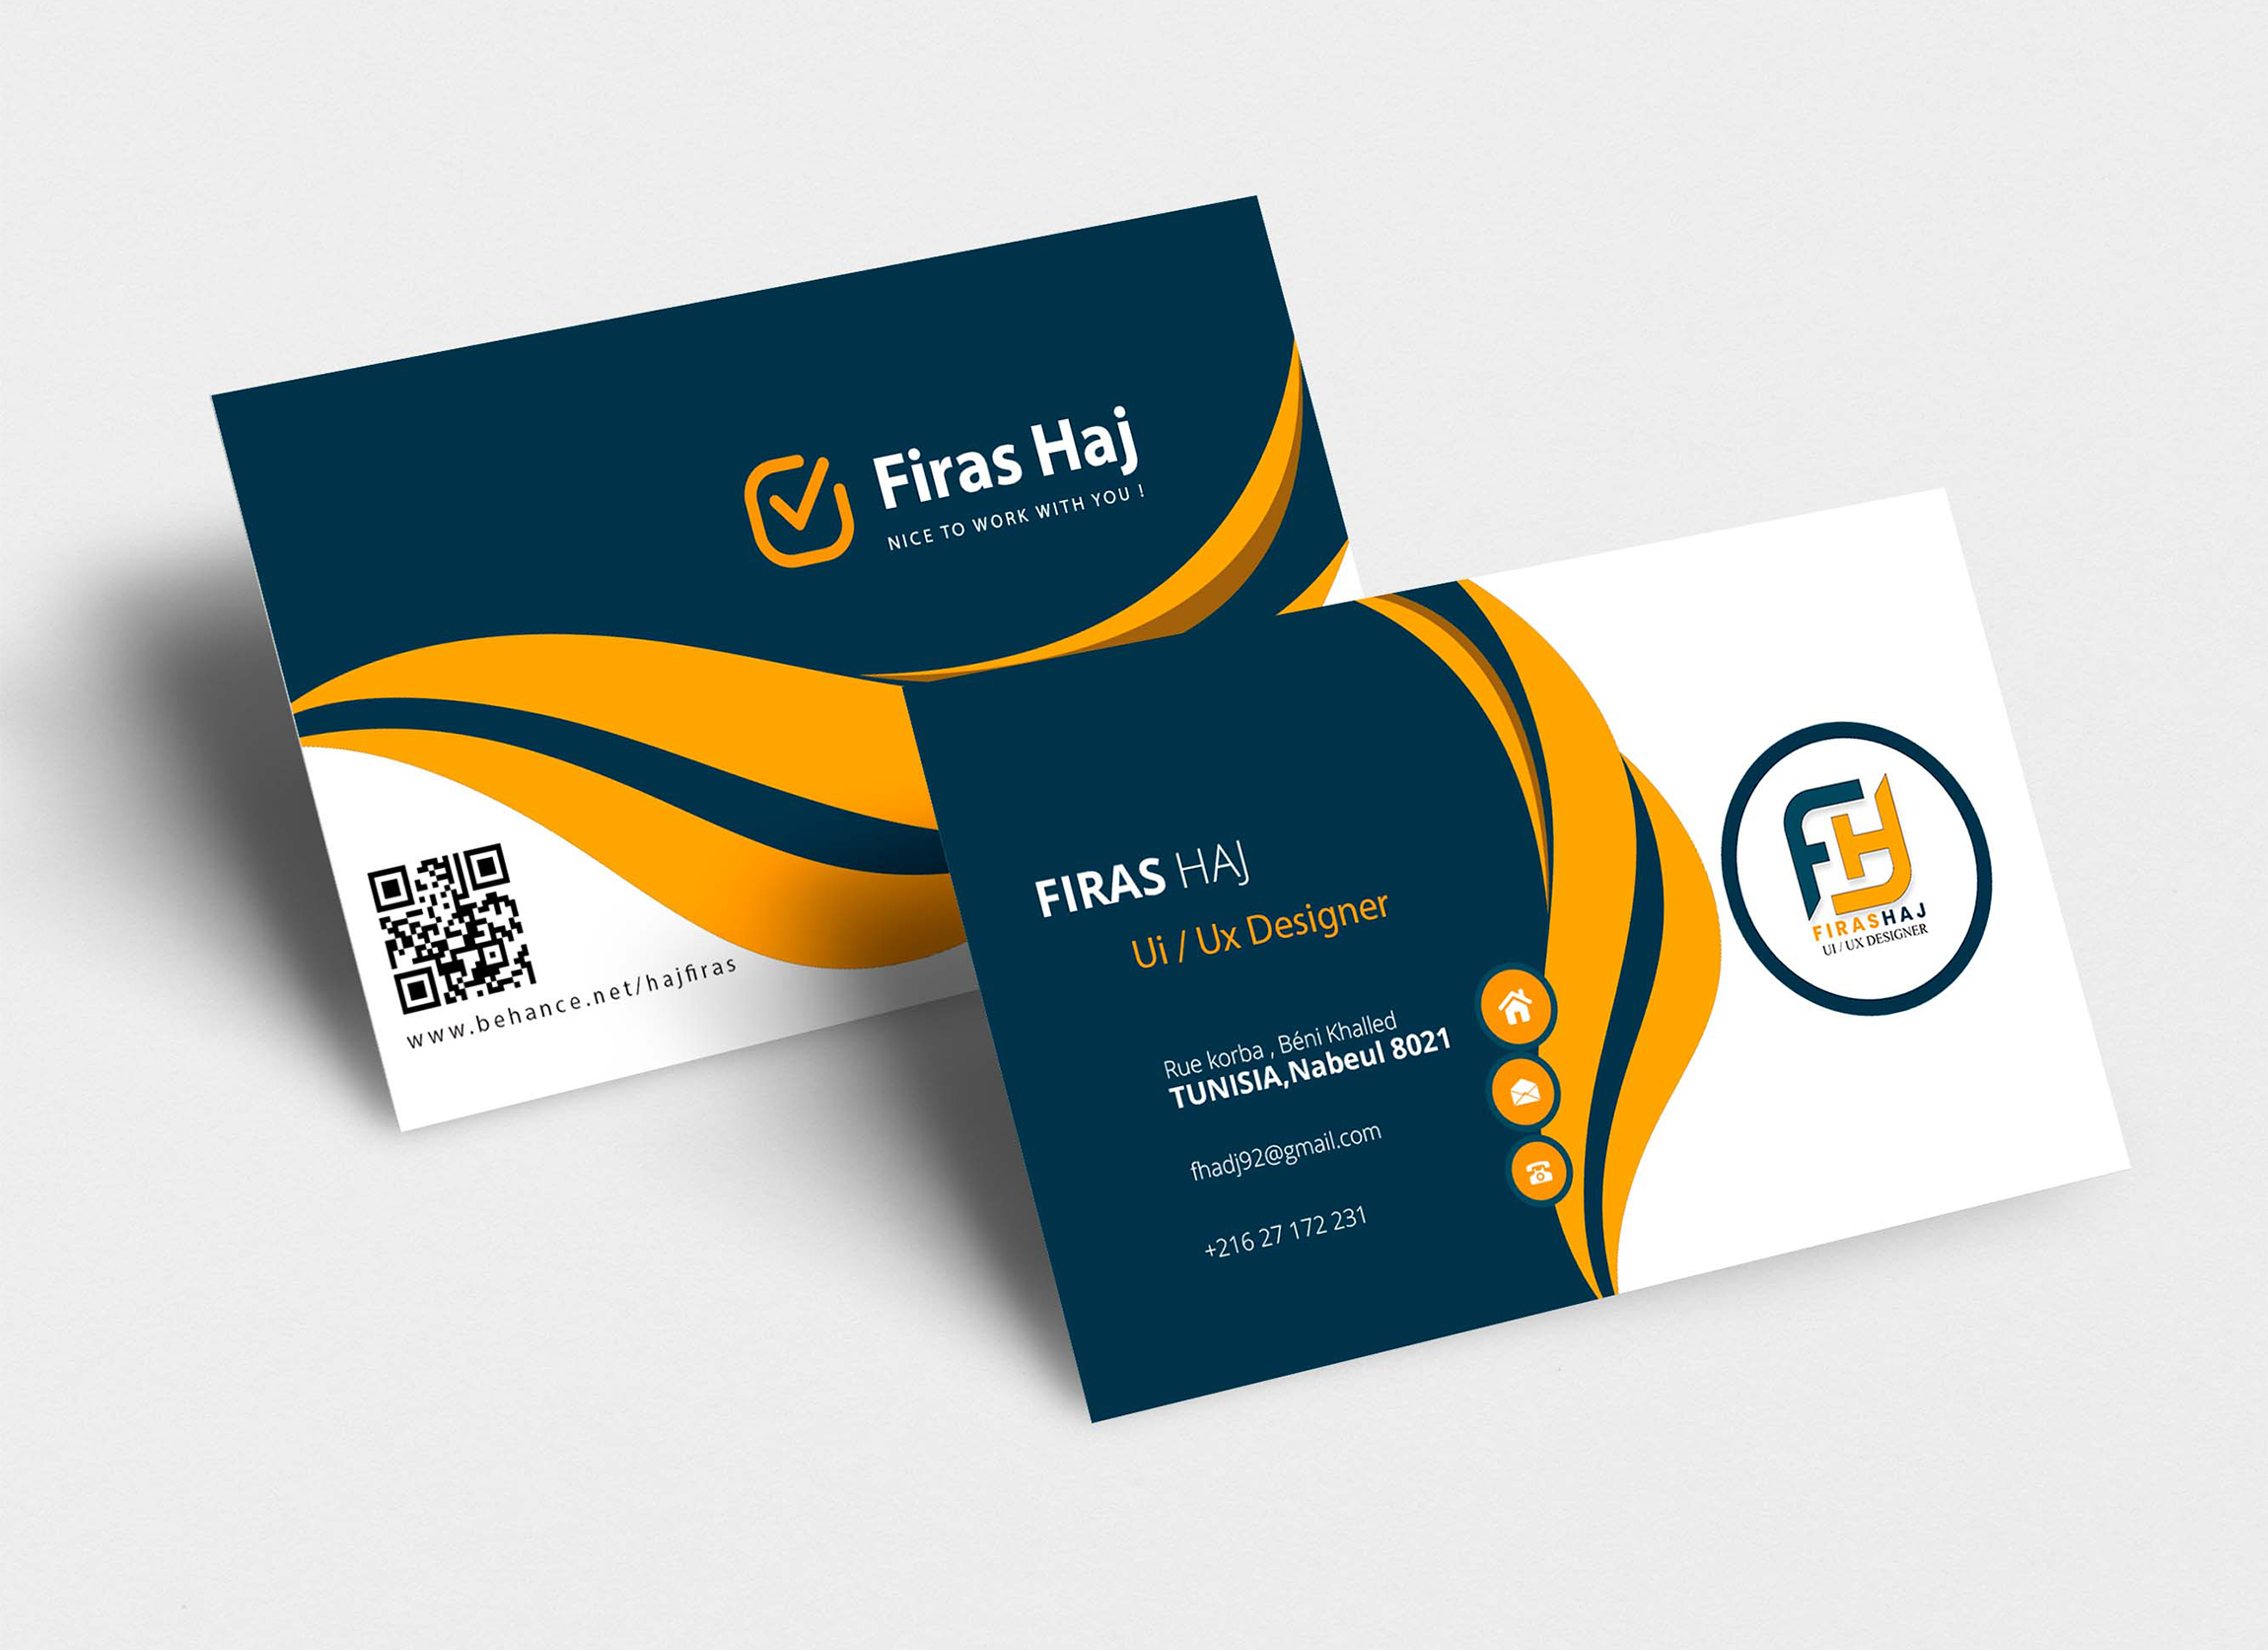 Firas Haj
NICE TO WORK WITH YOU !
www.behance.net/hajfiras
FIRAS HAJ
Ui / Ux Designer
Rue korba , Béni Khalled
TUNISIA,Nabeul 8021
fhadj92@gmail.com
+216 27 172 231
FH
FIRASHAJ
UI / UX DESIGNER